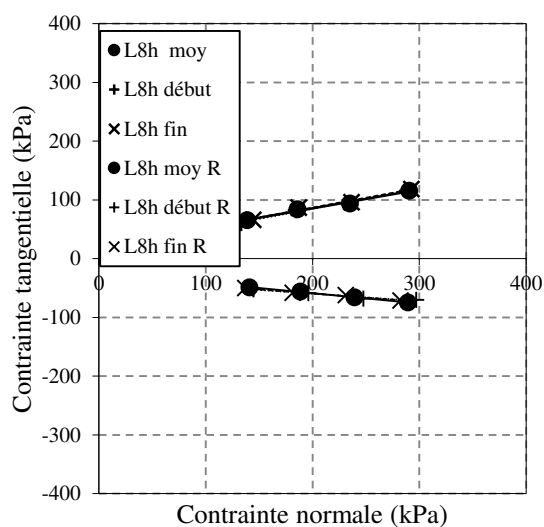 400
300
200
100
0
-100
-200
-300
-400
Contrainte tangentielle (kPa)
L8h moy
L8h début
L8h fin
L8h moy R
L8h début R
L8h fin R
0
100
200
300
400
Contrainte normale (kPa)